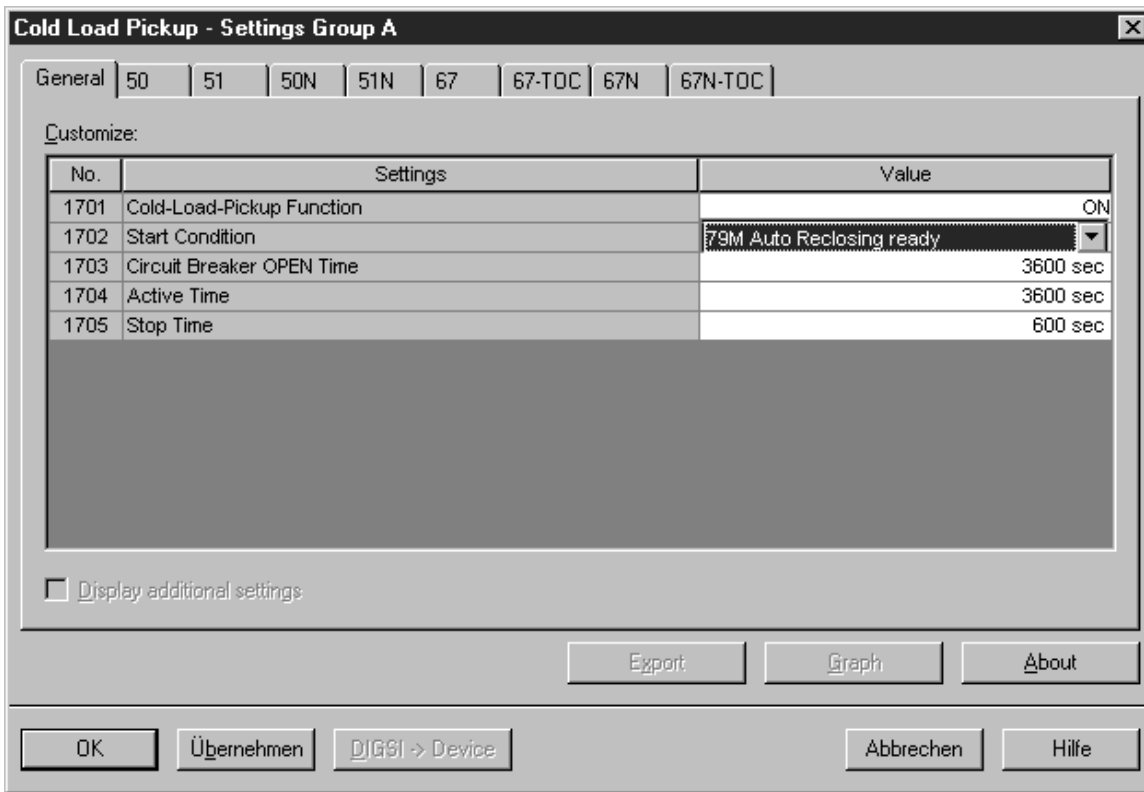 Cold Load Pickup - Settings Group A
General 50 51 50N 51N 67 67-TOC 67N 67N-TOC
Customize:
No. Settings Value
1701 Cold-Load-Pickup Function ON
1702 Start Condition 79M Auto Reclosing ready
1703 Circuit Breaker OPEN Time 3600 sec
1704 Active Time 3600 sec
1705 Stop Time 600 sec
Display additional settings
Export Graph About
OK Übernehmen DIGSI -> Device Abbrechen Hilfe